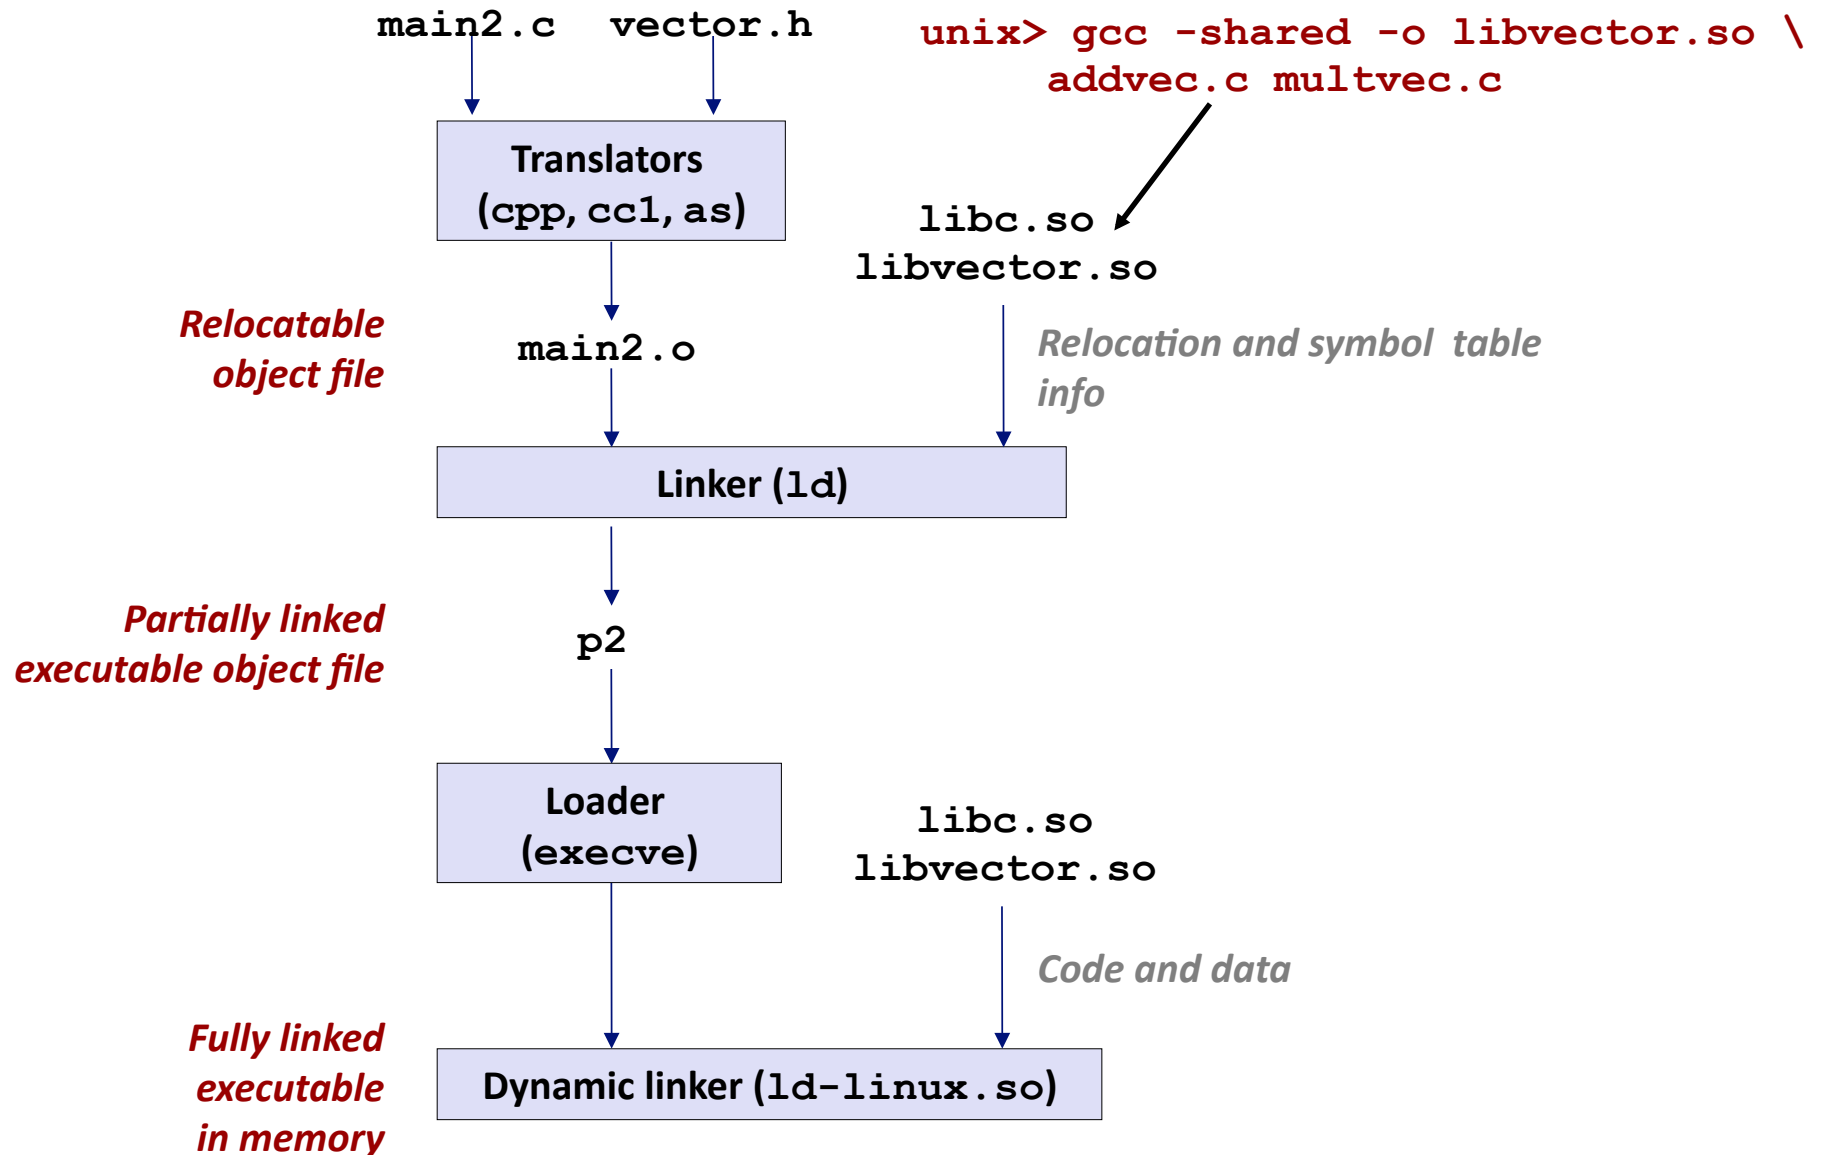 main2.c vector.h
unix> gcc -shared -o libvector.so \
addvec.c multvec.c
Translators
(cpp, cc1, as)
libc.so
libvector.so
Relocatable
object file
main2.o
Relocation and symbol table
info
Linker (ld)
Partially linked
executable object file
p2
Loader
(execve)
libc.so
libvector.so
Code and data
Fully linked
executable
in memory
Dynamic linker (ld-linux.so)